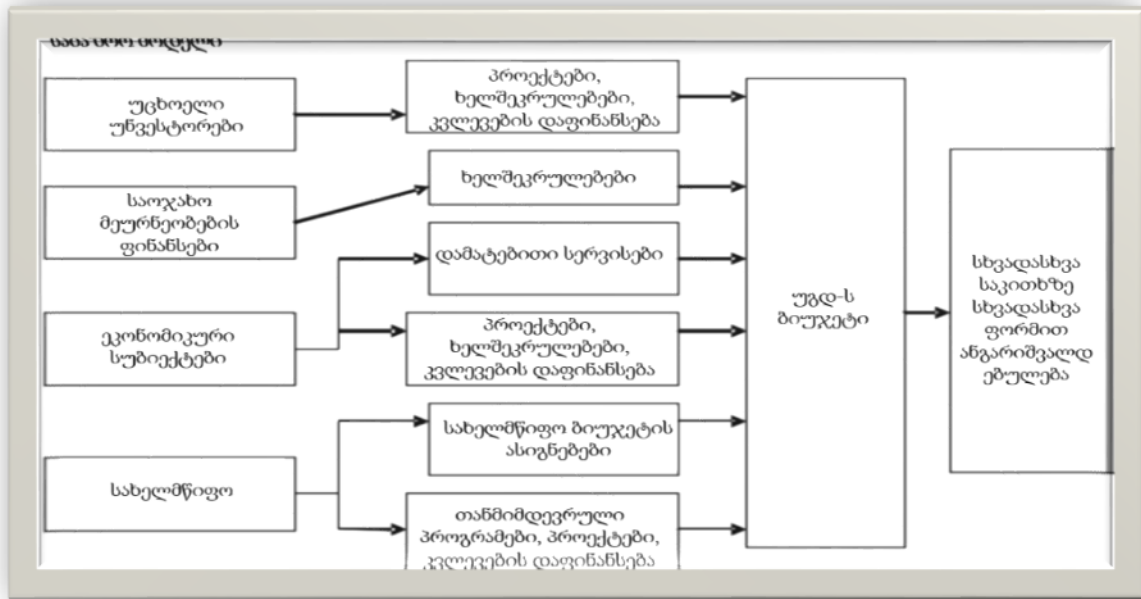 უცხოელი
უნვესტორები
პროექტები,
ხელშეკრულებები,
კვლევების დაფინანსება
საოჯახო
მეურნეობების
ფინანსები
ხელშეკრულებები
დამატებითი სერვისები
ეკონომიკური
სუბიექტები
პროექტები,
ხელშეკრულებები,
კვლევების დაფინანსება
სახელმწიფო
სახელმწიფო ბიუჯეტის
ასიგნებები
თანმიმდევრული
პროგრამები, პროექტები,
კვლევების დაფინანსება
უგდ-ს
ბიუჯეტი
სხვადასხვა
საკითხზე
სხვადასხვა
ფორმით
ანგარიშვალდ
ებულება